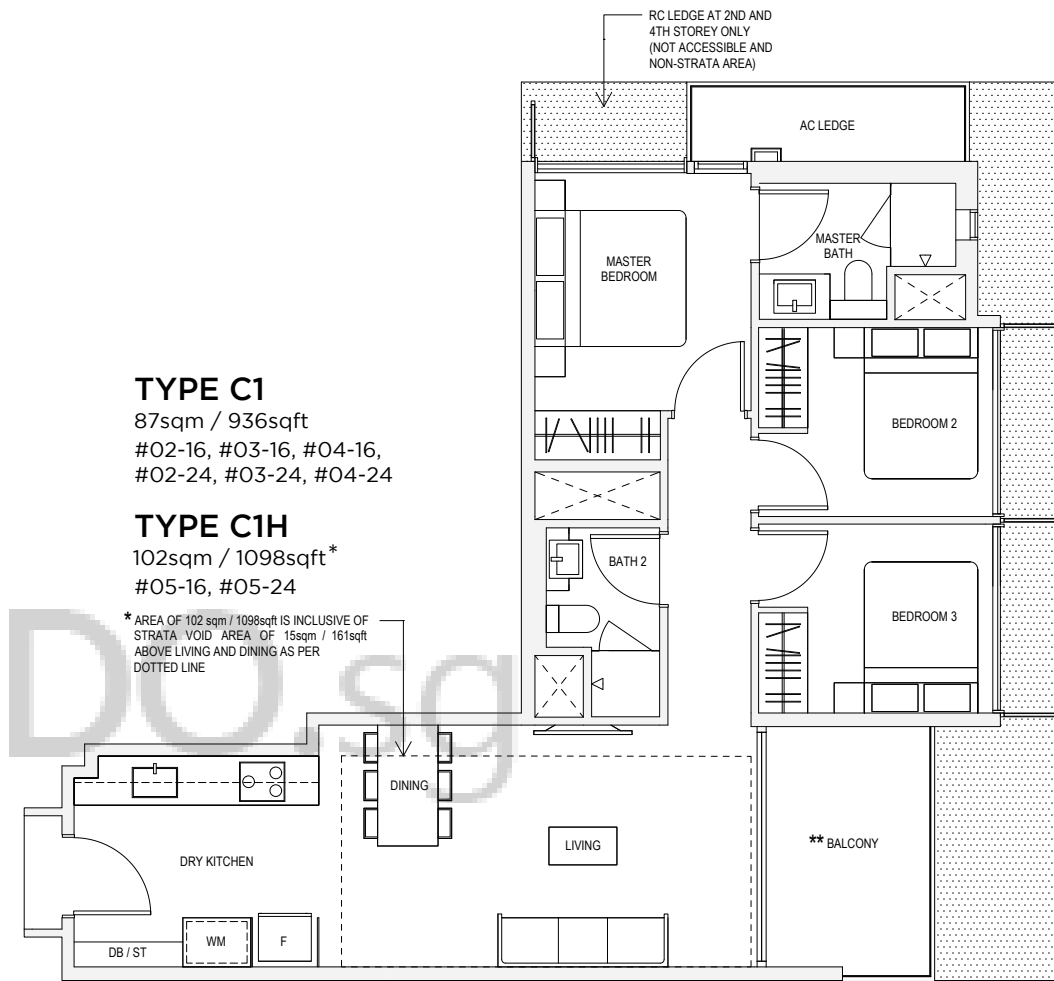 RC LEDGE AT 2ND AND
4TH STOREY ONLY
(NOT ACCESSIBLE AND
NON-STRATA AREA)
AC LEDGE
MASTER
BATH
MASTER
BEDROOM
TYPE C1
87sqm / 936sqft
#02-16, #03-16, #04-16,
#02-24, #03-24, #04-24
BEDROOM 2
TYPE C1H
102sqm / 1098sqft*
#05-16, #05-24
BATH 2
BEDROOM 3
* AREA OF 102 sqm / 1098sqft IS INCLUSIVE OF
STRATA VOID AREA OF 15sqm / 161sqft
ABOVE LIVING AND DINING AS PER
DOTTED LINE
DO.sg
DINING
LIVING
** BALCONY
DRY KITCHEN
DB / ST
WM
F